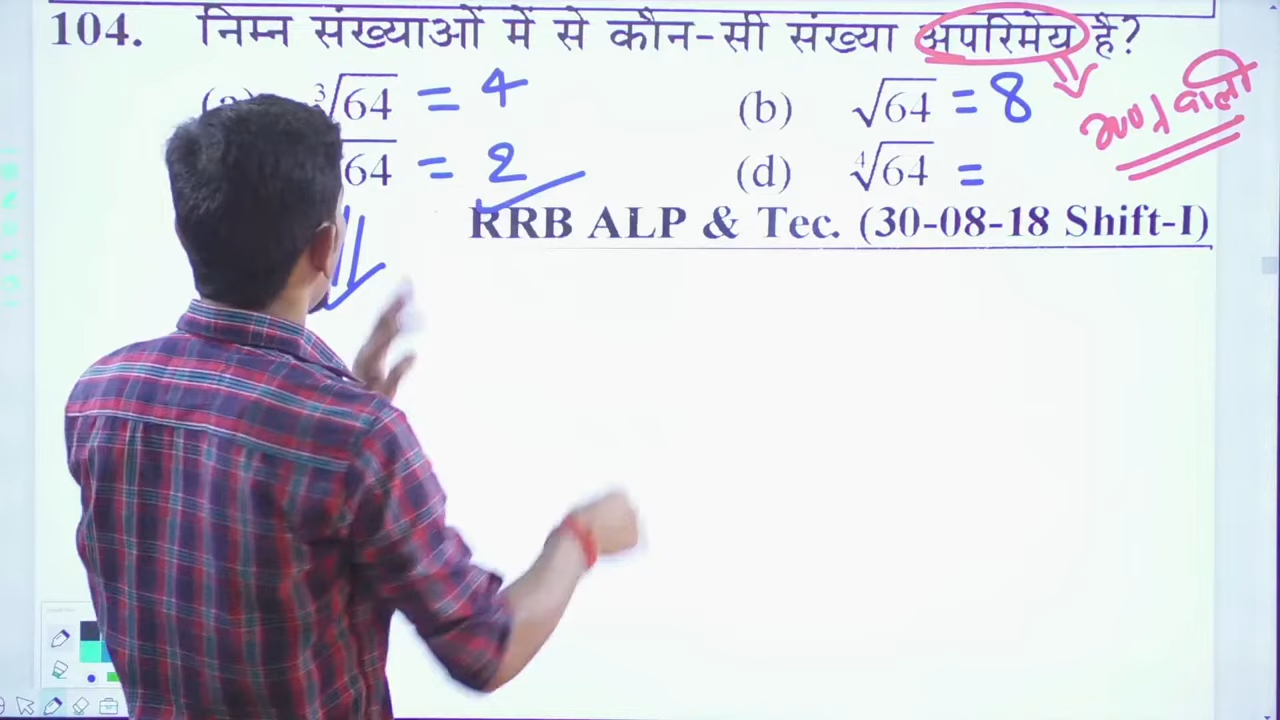 104. निम्न संख्याओं में से कौन-सी संख्या अपरिमेय है?
(a) ∛64 = 4 (b) √64 = 8
64 = 2 (d) ∜64 =
वाली
RRB ALP & Tec. (30-08-18 Shift-I)